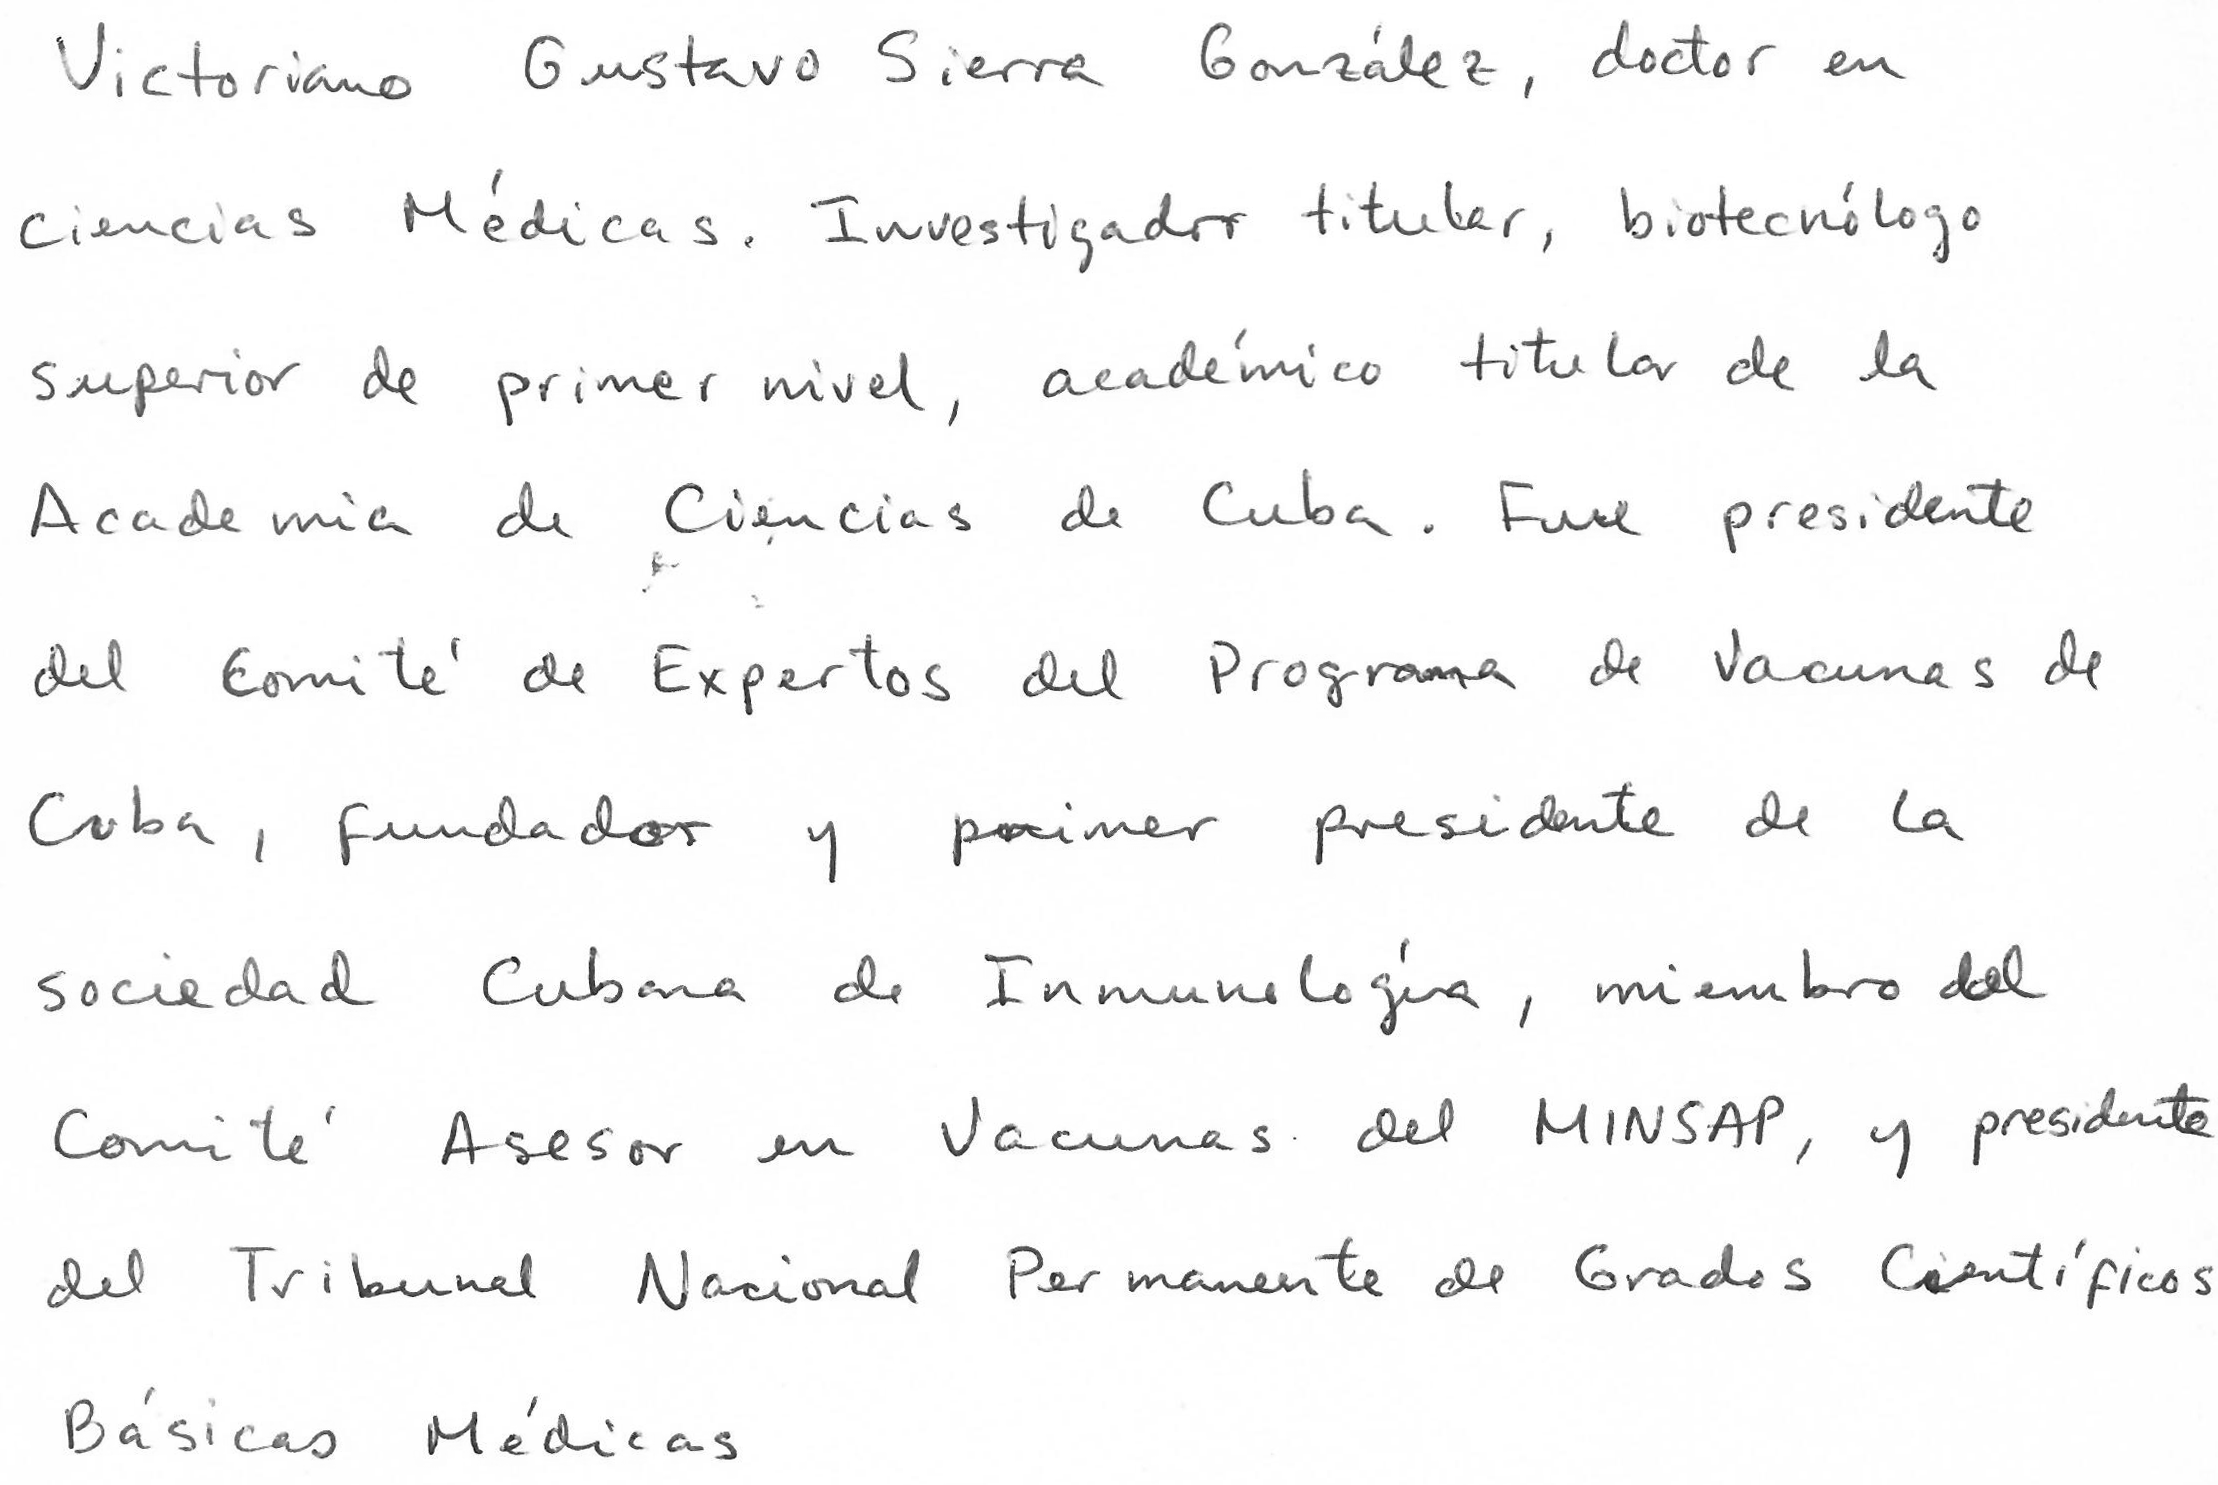 Victoriano Gustavo Sierra González, doctor en
ciencias Médicas. Investigador titular, biotecnólogo
superior de primer nivel, académico titular de la
Academia de Ciencias de Cuba. Fue presidente
del Comité de Expertos del Programa de Vacunas de
Cuba, fundador y primer presidente de la
sociedad Cubana de Inmunología, miembro del
Comité Asesor en Vacunas del MINSAP, y presidente
del Tribunal Nacional Permanente de Grados Científicos
Básicas Médicas